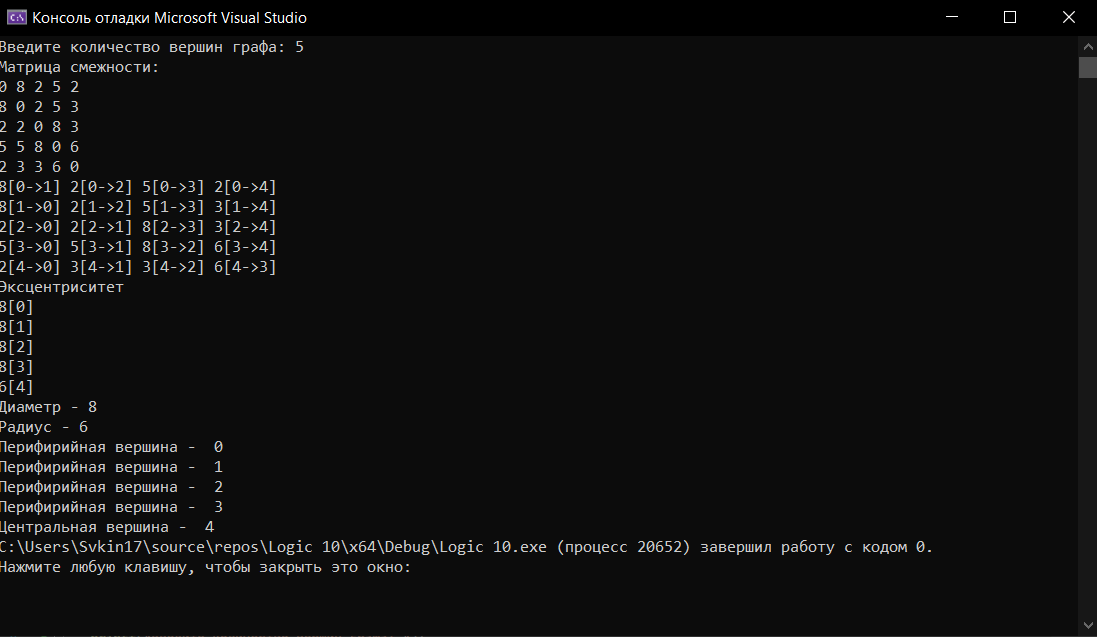 Консоль отладки Microsoft Visual Studio
Введите количество вершин графа: 5
Матрица смежности:
0 8 2 5 2
8 0 2 5 3
2 2 0 8 3
5 5 8 0 6
2 3 3 6 0
8[0->1] 2[0->2] 5[0->3] 2[0->4]
8[1->0] 2[1->2] 5[1->3] 3[1->4]
2[2->0] 2[2->1] 8[2->3] 3[2->4]
5[3->0] 5[3->1] 8[3->2] 6[3->4]
2[4->0] 3[4->1] 3[4->2] 6[4->3]
Эксцентриситет
8[0]
8[1]
8[2]
8[3]
6[4]
Диаметр - 8
Радиус - 6
Перифирийная вершина -  0
Перифирийная вершина -  1
Перифирийная вершина -  2
Перифирийная вершина -  3
Центральная вершина -  4
C:\Users\Svkin17\source\repos\Logic 10\x64\Debug\Logic 10.exe (процесс 20652) завершил работу с кодом 0.
Нажмите любую клавишу, чтобы закрыть это окно: